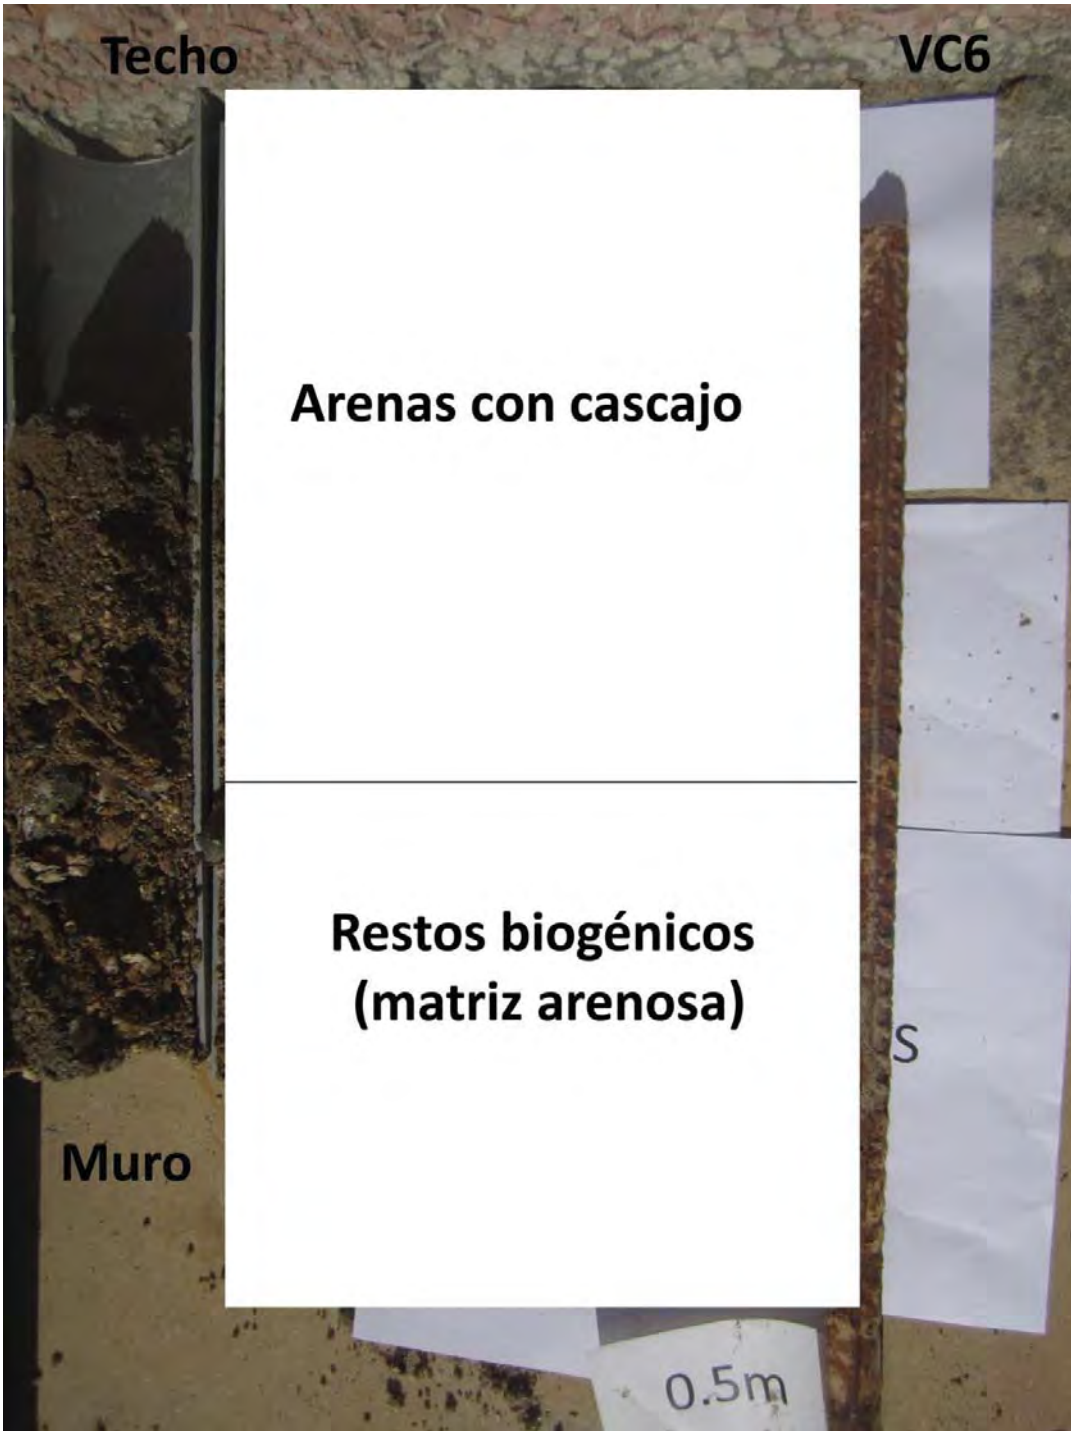 Techo
VC6
Arenas con cascajo
Restos biogénicos
(matriz arenosa)
S
Muro
0.5m